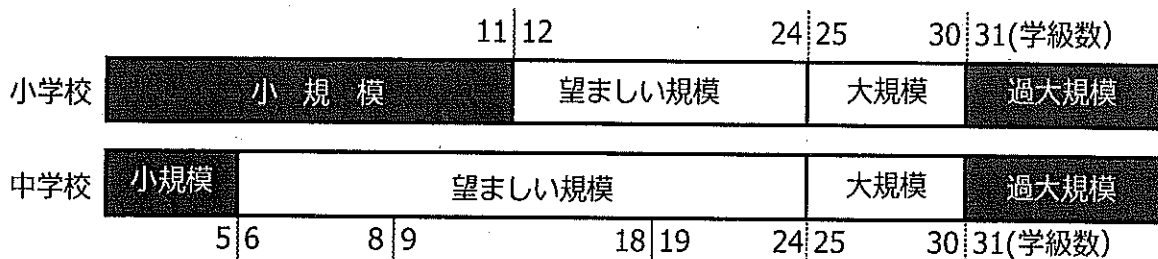 11 12 24 25 30 31(学級数)
小学校 小 規 模 望ましい規模 大規模 過大規模
中学校 小規模 望ましい規模 大規模 過大規模
5 6 8 9 18 19 24 25 30 31(学級数)